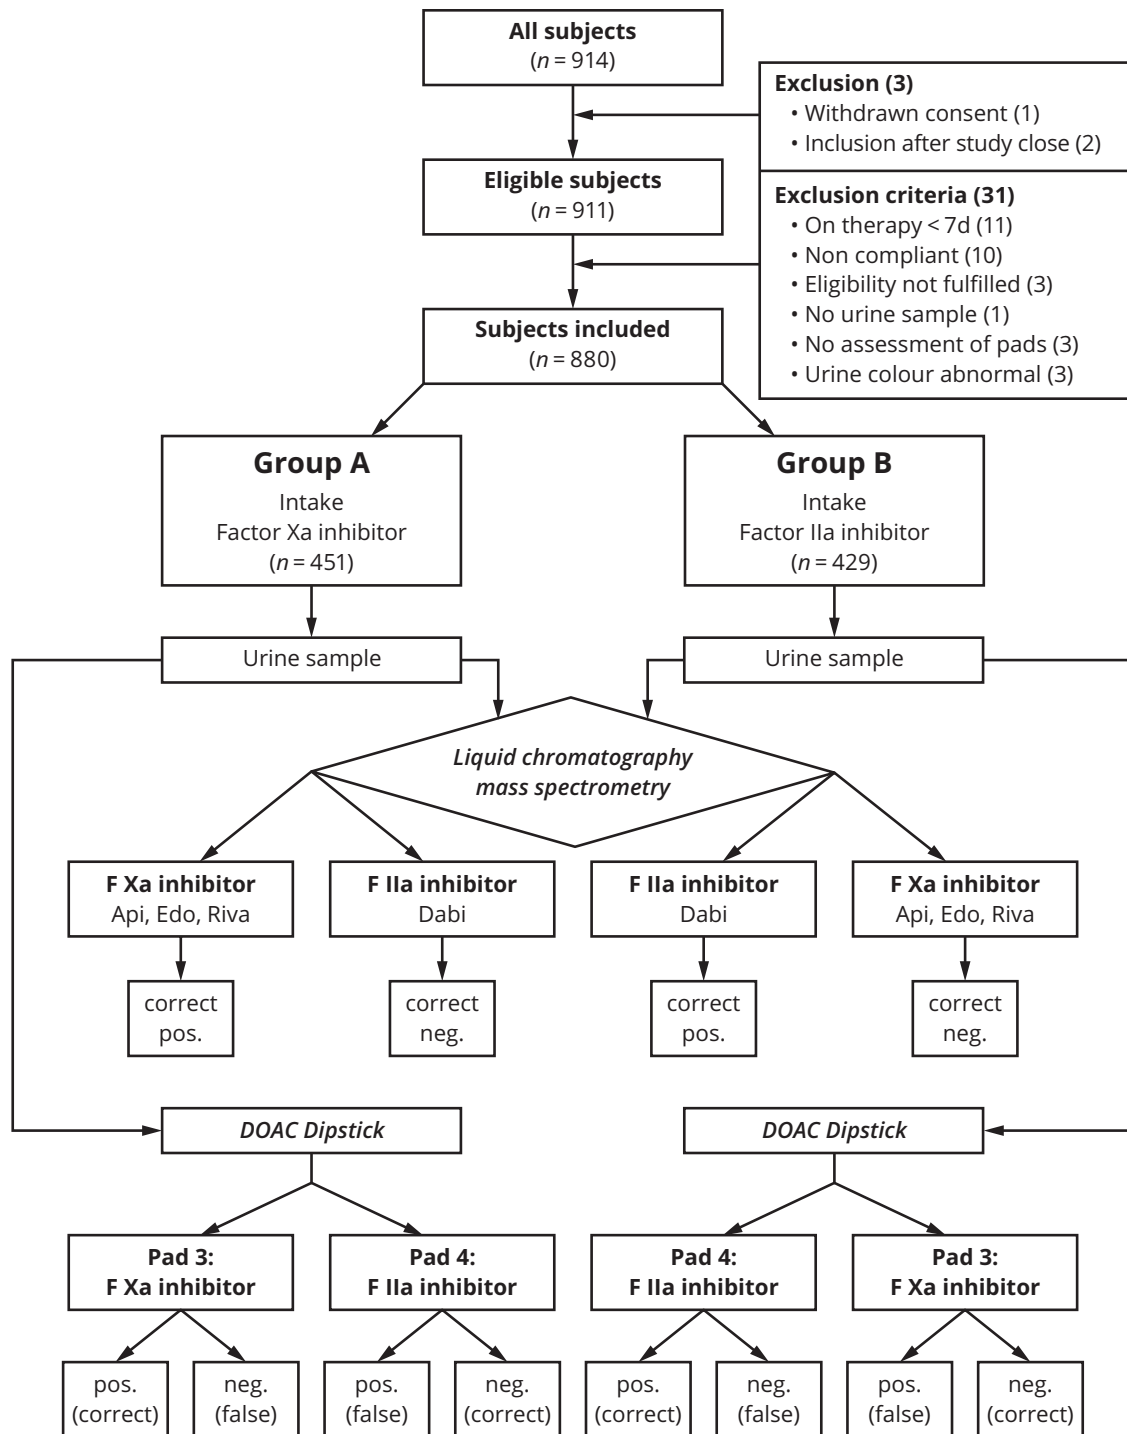 All subjects
(n = 914)
Exclusion (3)
• Withdrawn consent (1)
• Inclusion after study close (2)
Eligible subjects
(n = 911)
Exclusion criteria (31)
• On therapy < 7d (11)
• Non compliant (10)
• Eligibility not fulfilled (3)
• No urine sample (1)
• No assessment of pads (3)
• Urine colour abnormal (3)
Subjects included
(n = 880)
Group A
Intake
Factor Xa inhibitor
(n = 451)
Group B
Intake
Factor IIa inhibitor
(n = 429)
Urine sample
Urine sample
Liquid chromatography
mass spectrometry
F Xa inhibitor
Api, Edo, Riva
F IIa inhibitor
Dabi
F IIa inhibitor
Dabi
F Xa inhibitor
Api, Edo, Riva
correct
pos.
correct
neg.
correct
pos.
correct
neg.
DOAC Dipstick
DOAC Dipstick
Pad 3:
F Xa inhibitor
Pad 4:
F IIa inhibitor
Pad 4:
F IIa inhibitor
Pad 3:
F Xa inhibitor
pos.
(correct)
neg.
(false)
pos.
(false)
neg.
(correct)
pos.
(correct)
neg.
(false)
pos.
(false)
neg.
(correct)